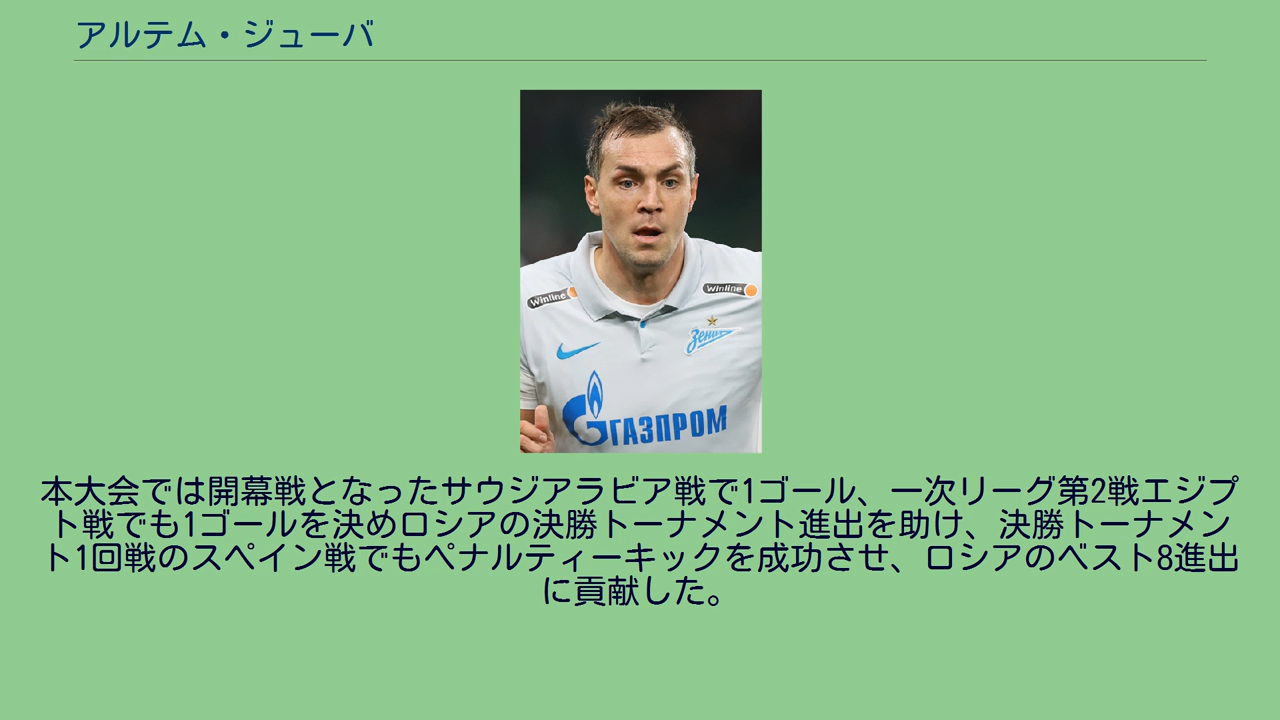 アルテム・ジューバ
Winline
Winline
Зенит
ГАЗПРОМ
本大会では開幕戦となったサウジアラビア戦で1ゴール、一次リーグ第2戦エジプ
ト戦でも1ゴールを決めロシアの決勝トーナメント進出を助け、決勝トーナメン
ト1回戦のスペイン戦でもペナルティーキックを成功させ、ロシアのベスト8進出
に貢献した。